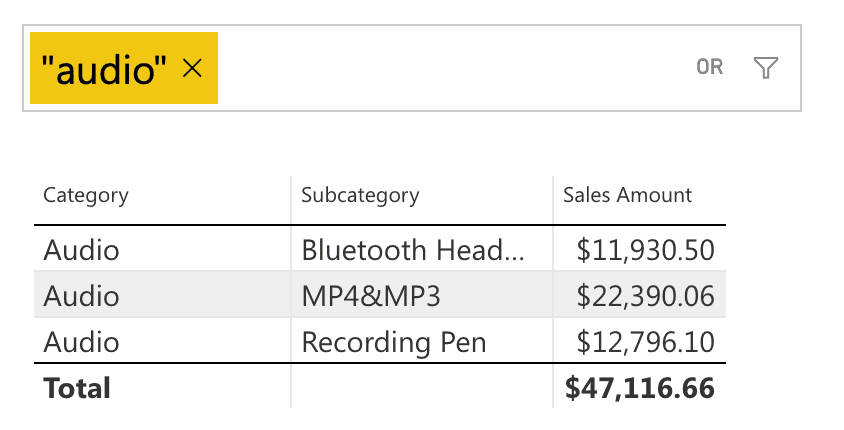 "audio" ×
OR
Category Subcategory Sales Amount
Audio Bluetooth Head... $11,930.50
Audio MP4&MP3 $22,390.06
Audio Recording Pen $12,796.10
Total $47,116.66